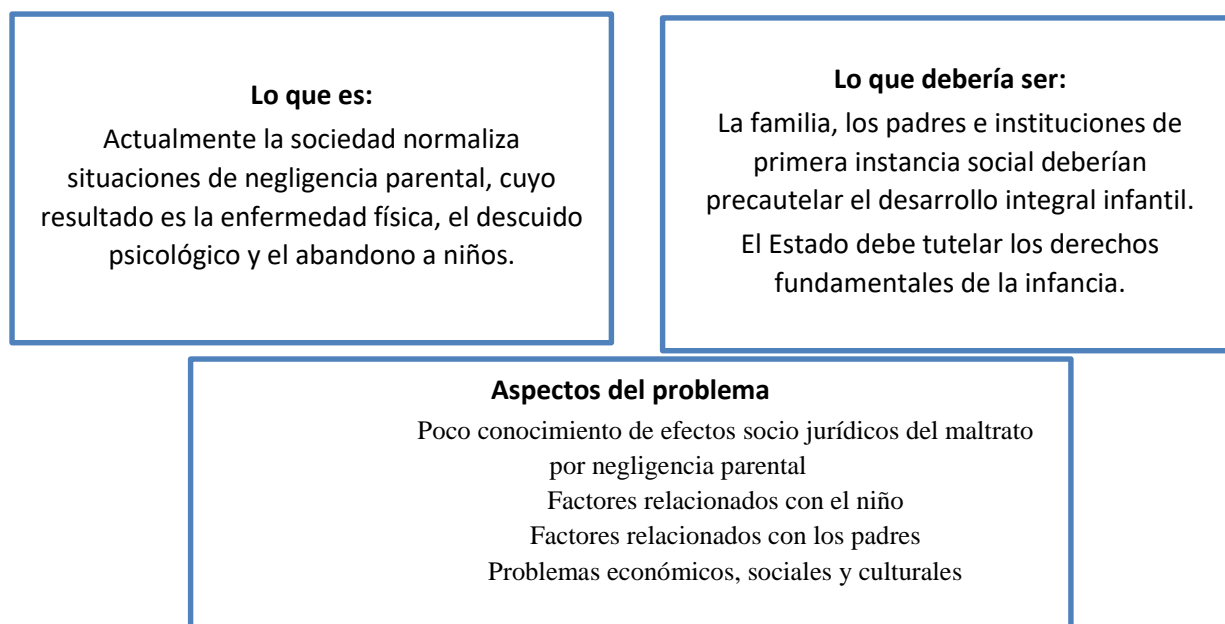 Lo que es:
Actualmente la sociedad normaliza
situaciones de negligencia parental, cuyo
resultado es la enfermedad física, el descuido
psicológico y el abandono a niños.
Lo que debería ser:
La familia, los padres e instituciones de
primera instancia social deberían
precautelar el desarrollo integral infantil.
El Estado debe tutelar los derechos
fundamentales de la infancia.
Aspectos del problema
Poco conocimiento de efectos socio jurídicos del maltrato
por negligencia parental
Factores relacionados con el niño
Factores relacionados con los padres
Problemas económicos, sociales y culturales